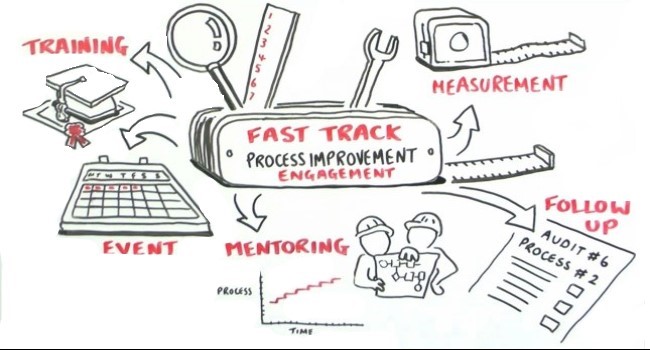 TRAINING
1
2
3
4
5
6
7
MEASUREMENT
FAST TRACK
PROCESS IMPROVEMENT
ENGAGEMENT
M T W T F S S
EVENT
MENTORING
PROCESS
TIME
FOLLOW
UP
AUDIT #6
PROCESS #2